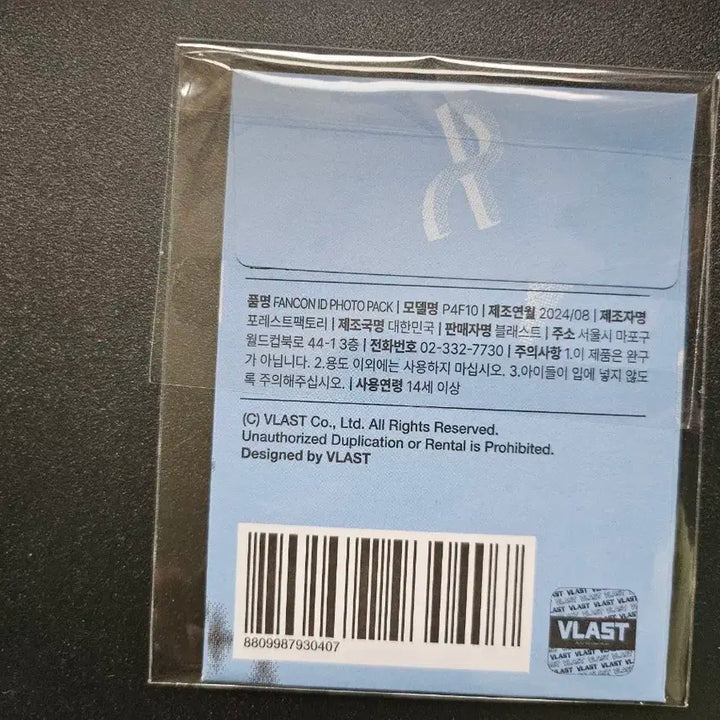 품명 FANCON ID PHOTO PACK | 모델명 P4F10 | 제조연월 2024/08 | 제조자명
포레스트팩토리 | 제조국명 대한민국 | 판매자명 블래스트 | 주소 서울시 마포구
월드컵북로 44-1 3층 | 전화번호 02-332-7730 | 주의사항 1.이 제품은 완구
가 아닙니다. 2.용도 이외에는 사용하지 마십시오. 3.아이들이 입에 넣지 않도
록 주의해주십시오. | 사용연령 14세 이상
(C) VLAST Co., Ltd. All Rights Reserved.
Unauthorized Duplication or Rental is Prohibited.
Designed by VLAST
8809987930407
VLAST